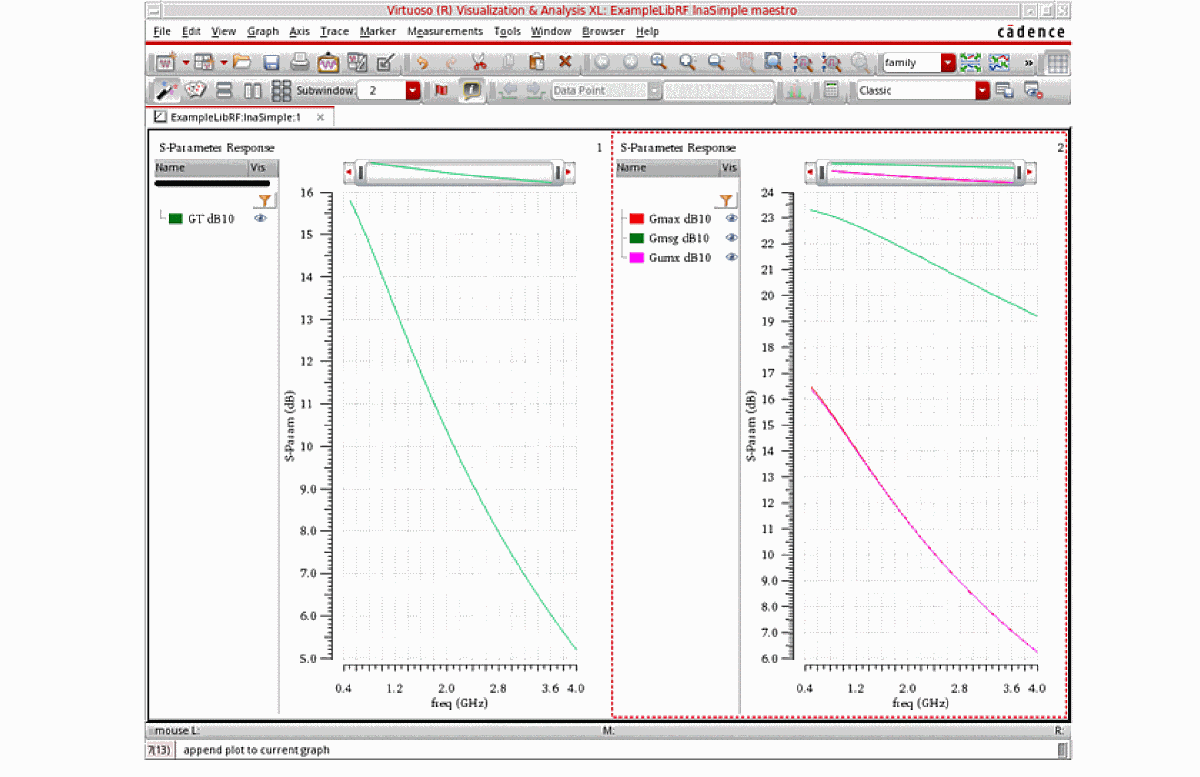 Virtuoso (R) Visualization & Analysis XL: ExampleLibRF lnaSimple maestro
File Edit View Graph Axis Trace Marker Measurements Tools Window Browser Help
cādence
family
»
Subwindow: 2
Data Point
Classic
ExampleLibRF:lnaSimple:1
S-Parameter Response 1
Name Vis
GT dB10
16
15
14
13
12
11
10
9.0
8.0
7.0
6.0
5.0
S-Param (dB)
0.4 1.2 2.0 2.8 3.6 4.0
freq (GHz)
S-Parameter Response 2
Name Vis
Gmax dB10
Gmsg dB10
Gumx dB10
24
23
22
21
20
19
18
17
16
15
14
13
12
11
10
9.0
8.0
7.0
6.0
S-Param (dB)
0.4 1.2 2.0 2.8 3.6 4.0
freq (GHz)
mouse L: M: R:
7(13) append plot to current graph